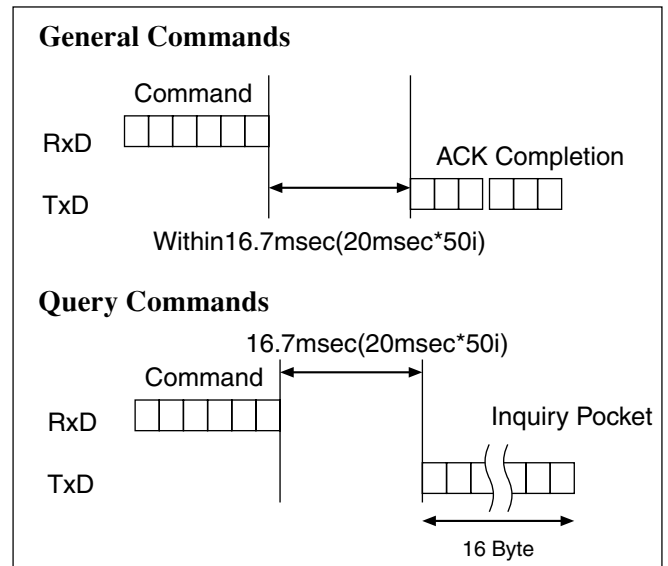 General Commands
Command
RxD
ACK Completion
TxD
Within16.7msec(20msec*50i)
Query Commands
16.7msec(20msec*50i)
Command
RxD
Inquiry Pocket
TxD
16 Byte